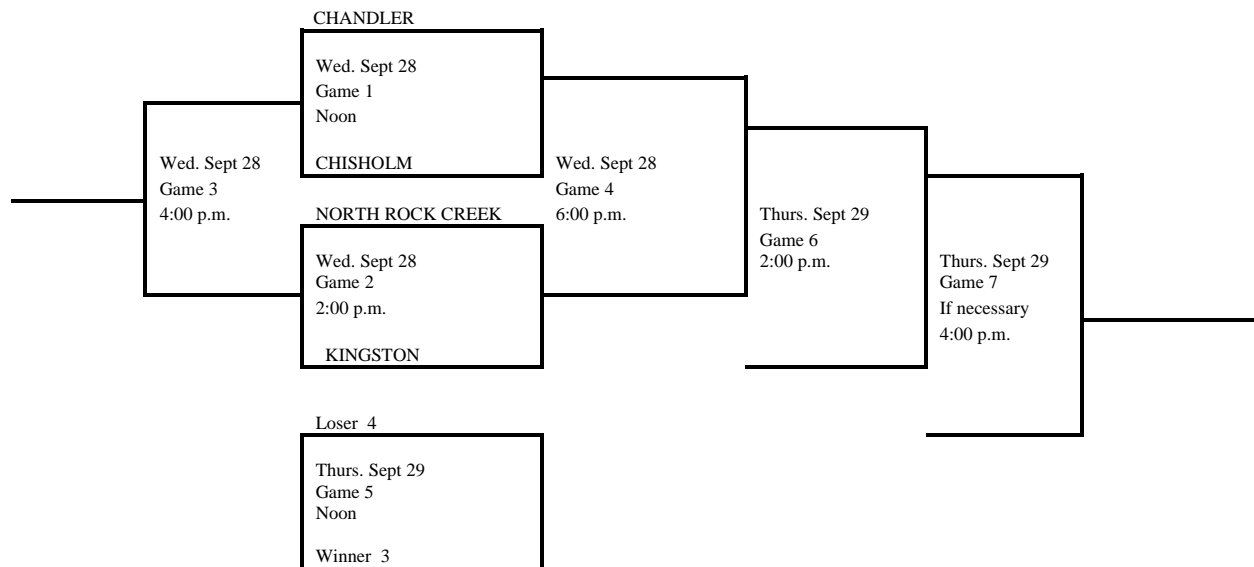 CHANDLER
Wed. Sept 28
Game 1
Noon
CHISHOLM
Wed. Sept 28
Game 3
4:00 p.m.
Wed. Sept 28
Game 4
6:00 p.m.
NORTH ROCK CREEK
Wed. Sept 28
Game 2
2:00 p.m.
KINGSTON
Thurs. Sept 29
Game 6
2:00 p.m.
Thurs. Sept 29
Game 7
If necessary
4:00 p.m.
Loser 4
Thurs. Sept 29
Game 5
Noon
Winner 3